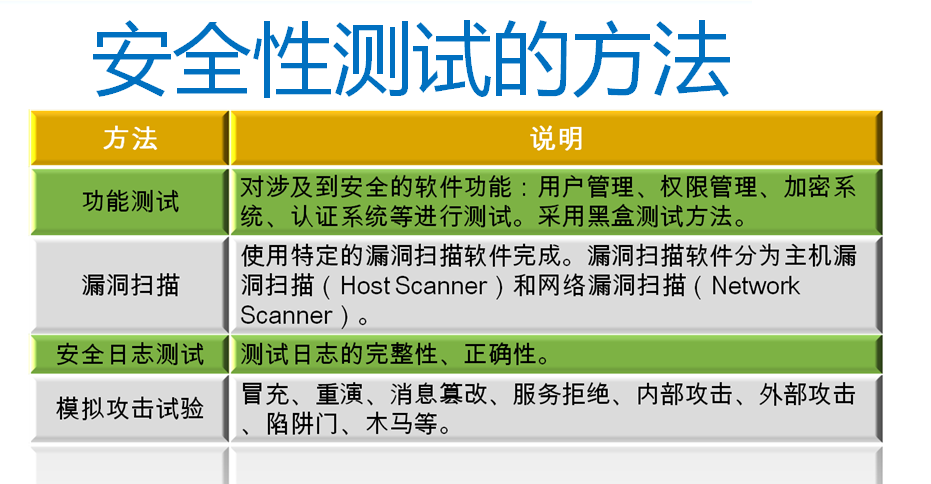 安全性测试的方法
方法
说明
功能测试
对涉及到安全的软件功能：用户管理、权限管理、加密系
统、认证系统等进行测试。采用黑盒测试方法。
漏洞扫描
使用特定的漏洞扫描软件完成。漏洞扫描软件分为主机漏
洞扫描（Host Scanner）和网络漏洞扫描（Network
Scanner）。
安全日志测试
测试日志的完整性、正确性。
模拟攻击试验
冒充、重演、消息篡改、服务拒绝、内部攻击、外部攻击
、陷阱门、木马等。